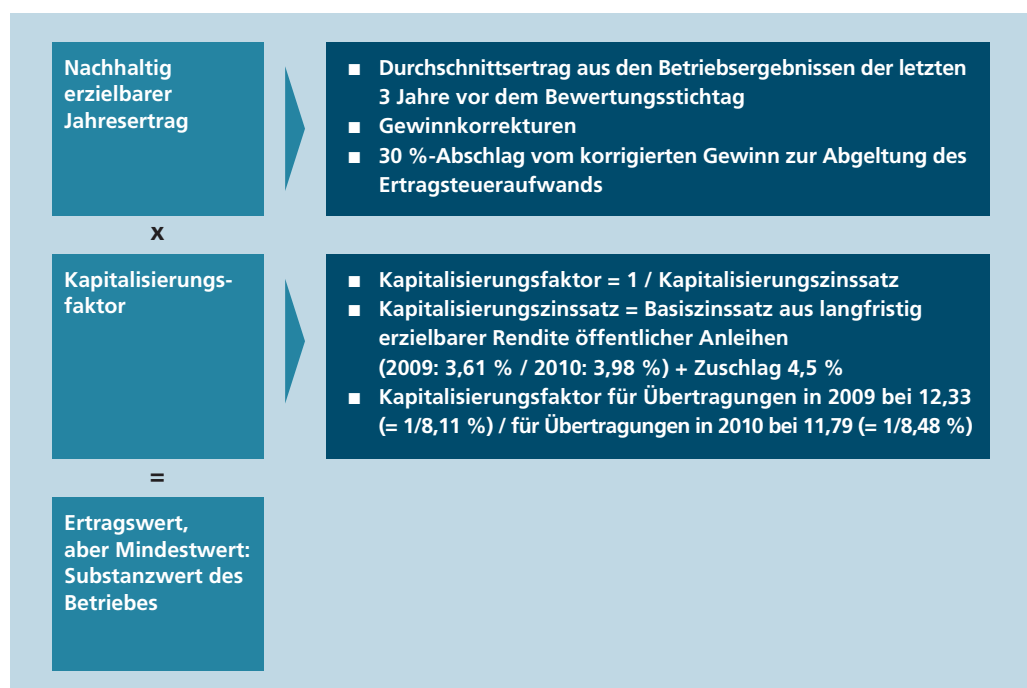 Nachhaltig
erzielbarer
Jahresertrag
■ Durchschnittsertrag aus den Betriebsergebnissen der letzten
3 Jahre vor dem Bewertungsstichtag
■ Gewinnkorrekturen
■ 30 %-Abschlag vom korrigierten Gewinn zur Abgeltung des
Ertragsteueraufwands
x
Kapitalisierungs-
faktor
■ Kapitalisierungsfaktor = 1 / Kapitalisierungszinssatz
■ Kapitalisierungszinssatz = Basiszinssatz aus langfristig
erzielbarer Rendite öffentlicher Anleihen
(2009: 3,61 % / 2010: 3,98 %) + Zuschlag 4,5 %
■ Kapitalisierungsfaktor für Übertragungen in 2009 bei 12,33
(= 1/8,11 %) / für Übertragungen in 2010 bei 11,79 (= 1/8,48 %)
=
Ertragswert,
aber Mindestwert:
Substanzwert des
Betriebes